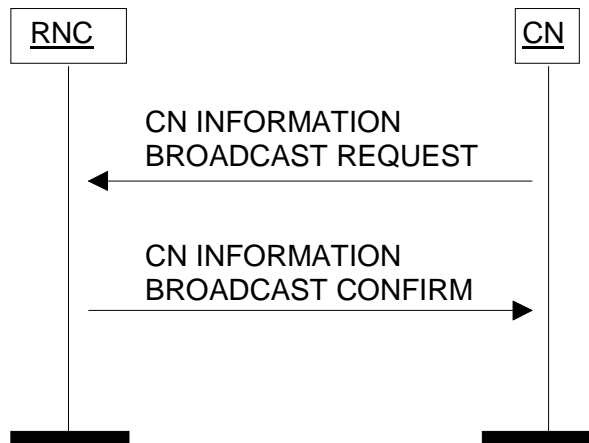 RNC
CN
CN INFORMATION
BROADCAST REQUEST
CN INFORMATION
BROADCAST CONFIRM